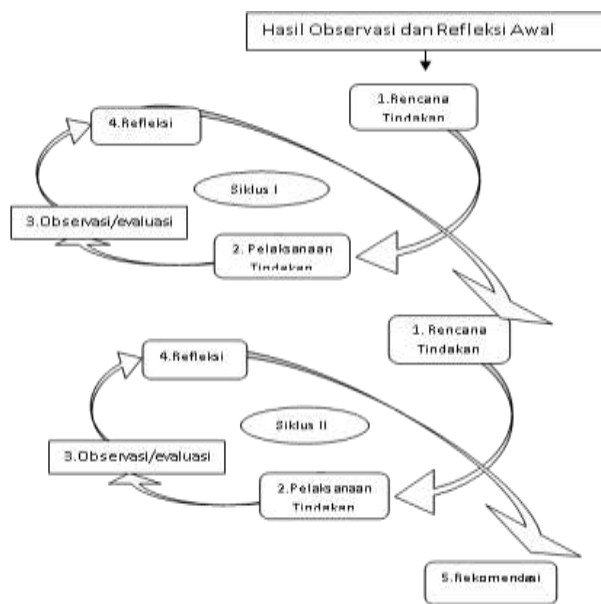 Hasil Observasi dan Refleksi Awal
1.Rencana
Tindakan
4.Refleksi
Siklus I
3.Observasi/evaluasi
2. Pelaksanaan
Tindakan
1. Rencana
Tindakan
4.Refleksi
Siklus II
3.Observasi/evaluasi
2.Pelaksanaan
Tindakan
5.Rekomendasi